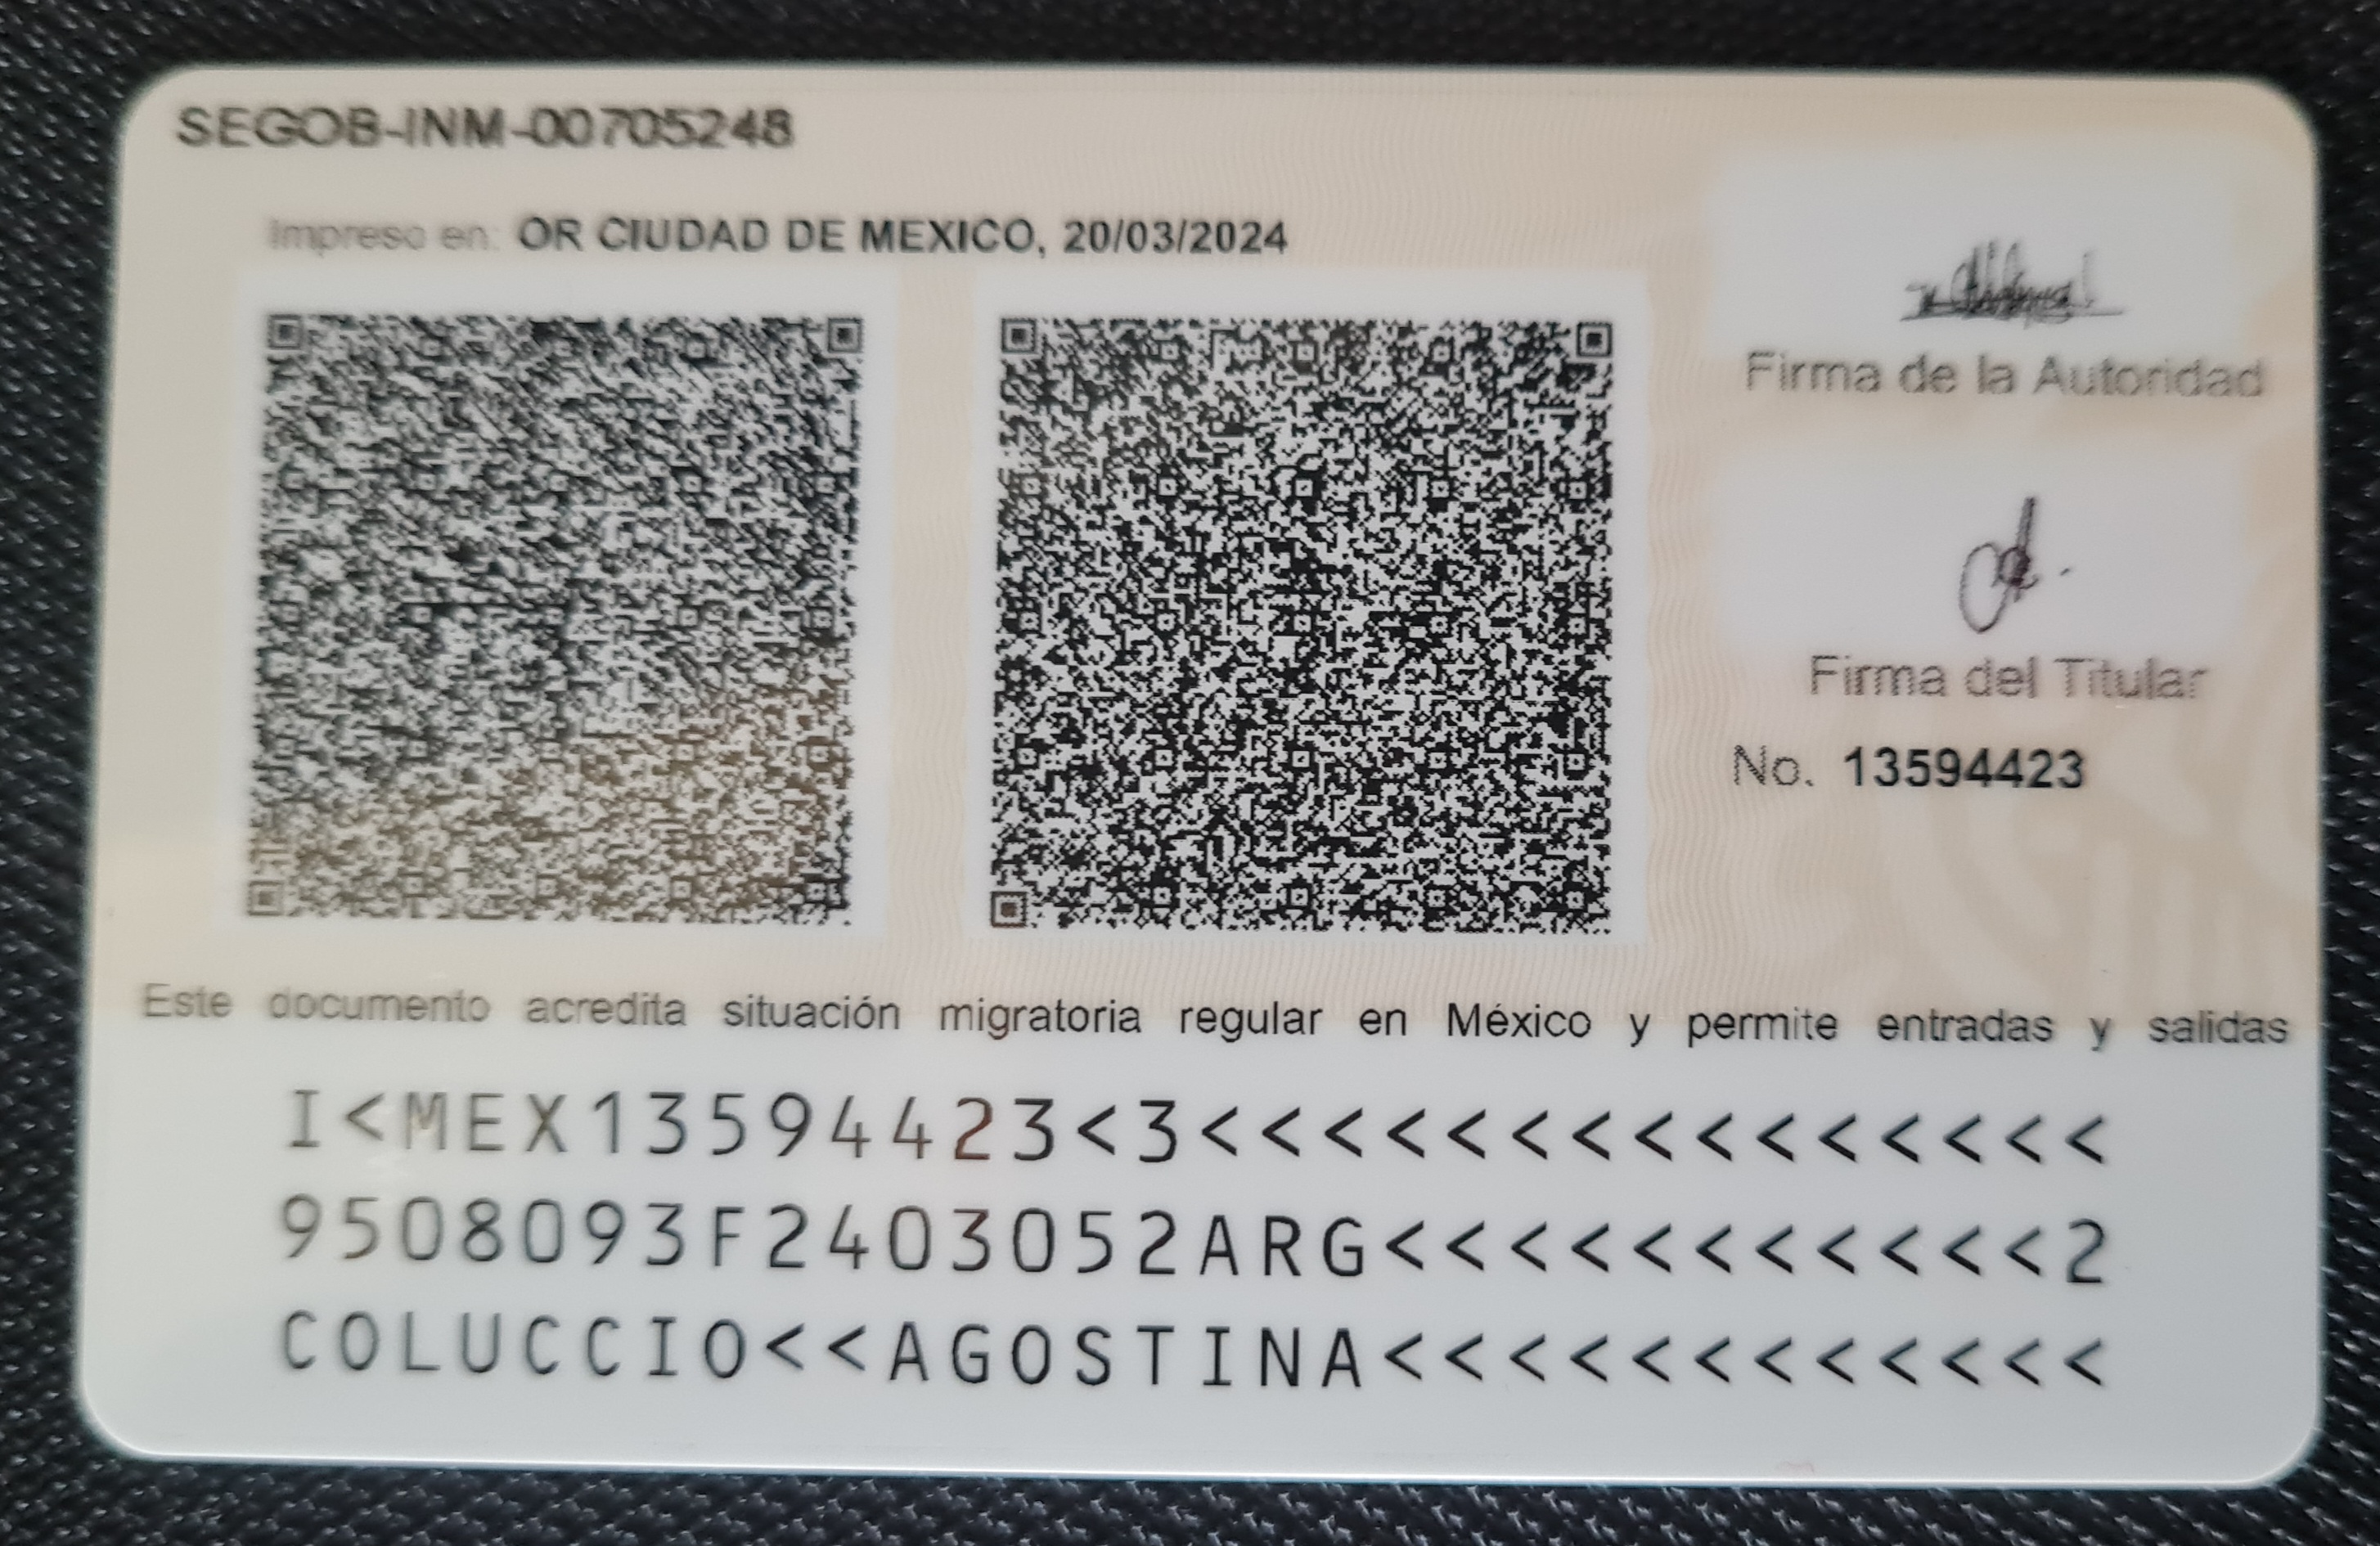 SEGOB-INM-00705248
Impreso en: OR CIUDAD DE MEXICO, 20/03/2024
Firma de la Autoridad
Firma del Titular
No. 13594423
Este documento acredita situación migratoria regular en México y permite entradas y salidas
I<MEX13594423<3<<<<<<<<<<<<<<<
9508093F2403052ARG<<<<<<<<<<<2
COLUCCIO<<AGOSTINA<<<<<<<<<<<<